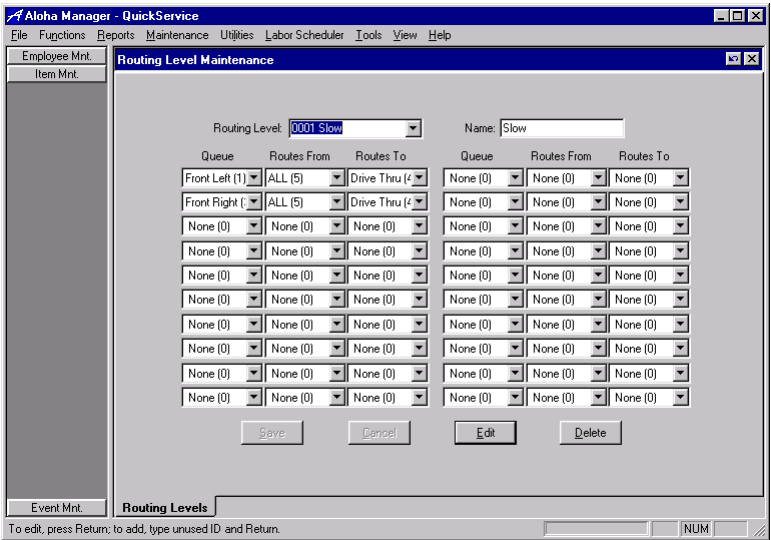 Aloha Manager - QuickService
File Functions Reports Maintenance Utilities Labor Scheduler Tools View Help
Employee Mnt.
Item Mnt.
Routing Level Maintenance
Routing Level: 0001 Slow Name: Slow
Queue Routes From Routes To Queue Routes From Routes To
Front Left (1) ALL (5) Drive Thru (4 None (0) None (0) None (0)
Front Right ( ALL (5) Drive Thru (4 None (0) None (0) None (0)
None (0) None (0) None (0) None (0) None (0) None (0)
None (0) None (0) None (0) None (0) None (0) None (0)
None (0) None (0) None (0) None (0) None (0) None (0)
None (0) None (0) None (0) None (0) None (0) None (0)
None (0) None (0) None (0) None (0) None (0) None (0)
None (0) None (0) None (0) None (0) None (0) None (0)
None (0) None (0) None (0) None (0) None (0) None (0)
None (0) None (0) None (0) None (0) None (0) None (0)
Save Cancel Edit Delete
Event Mnt.
Routing Levels
To edit, press Return; to add, type unused ID and Return.
NUM